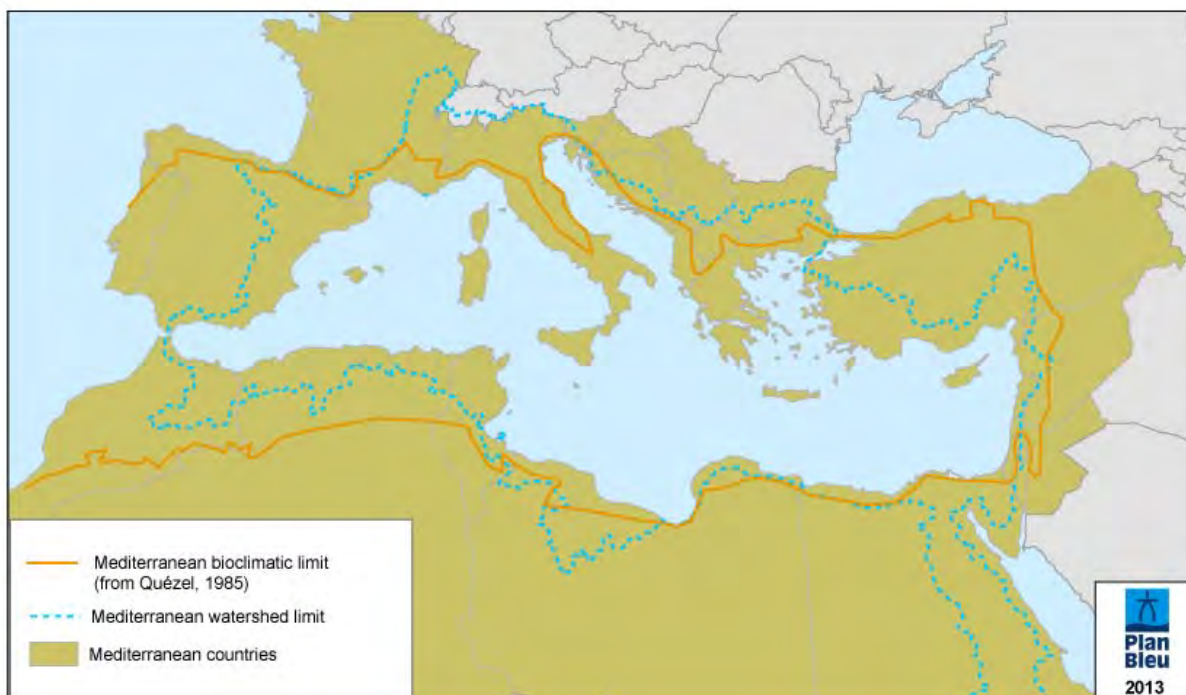 Mediterranean bioclimatic limit
(from Quézel, 1985)
Mediterranean watershed limit
Mediterranean countries
Plan
Bleu
2013